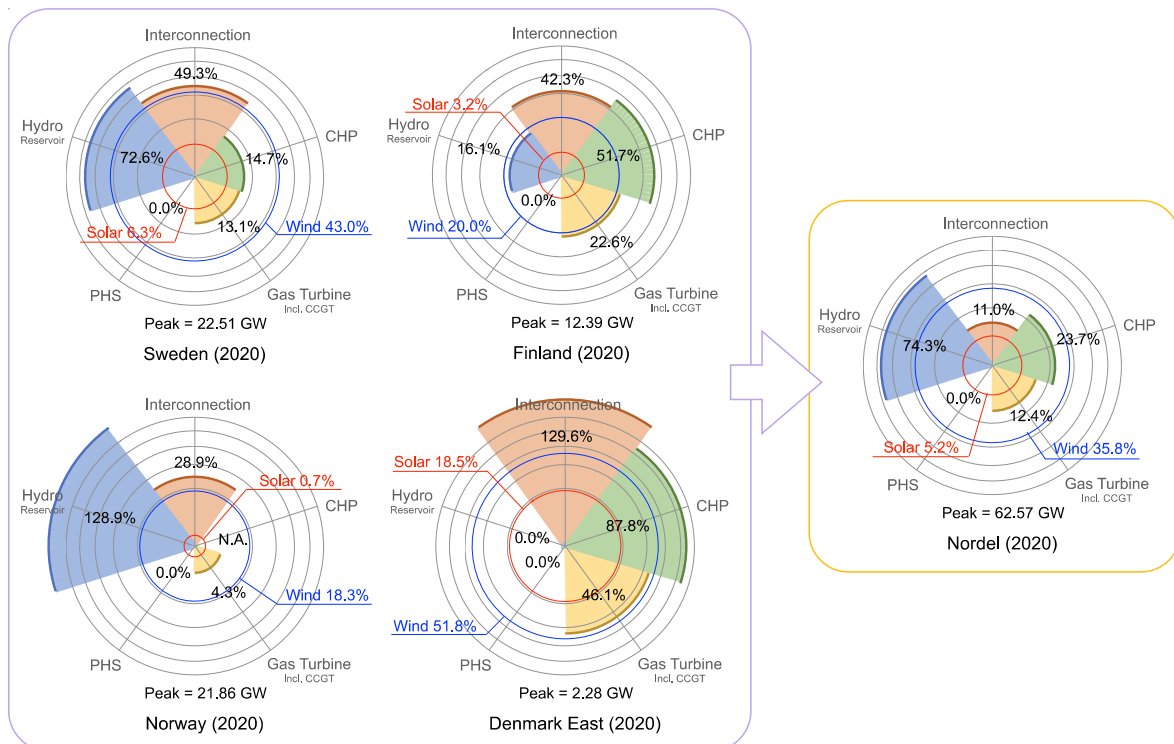 Interconnection
49.3%
Hydro
Reservoir
72.6%
14.7%
CHP
0.0%
13.1%
Solar 6.3%
Wind 43.0%
PHS
Gas Turbine
Incl. CCGT
Peak = 22.51 GW
Sweden (2020)
Interconnection
42.3%
Solar 3.2%
Hydro
Reservoir
16.1%
51.7%
CHP
0.0%
Wind 20.0%
22.6%
PHS
Gas Turbine
Incl. CCGT
Peak = 12.39 GW
Finland (2020)
Interconnection
28.9%
Solar 0.7%
Hydro
Reservoir
128.9%
N.A.
0.0%
4.3%
Wind 18.3%
PHS
Gas Turbine
Incl. CCGT
Peak = 21.86 GW
Norway (2020)
Interconnection
129.6%
Solar 18.5%
Hydro
Reservoir
0.0%
87.8%
CHP
0.0%
46.1%
Wind 51.8%
PHS
Gas Turbine
Incl. CCGT
Peak = 2.28 GW
Denmark East (2020)
Interconnection
11.0%
Hydro
Reservoir
74.3%
23.7%
CHP
0.0%
12.4%
Solar 5.2%
Wind 35.8%
PHS
Gas Turbine
Incl. CCGT
Peak = 62.57 GW
Nordel (2020)